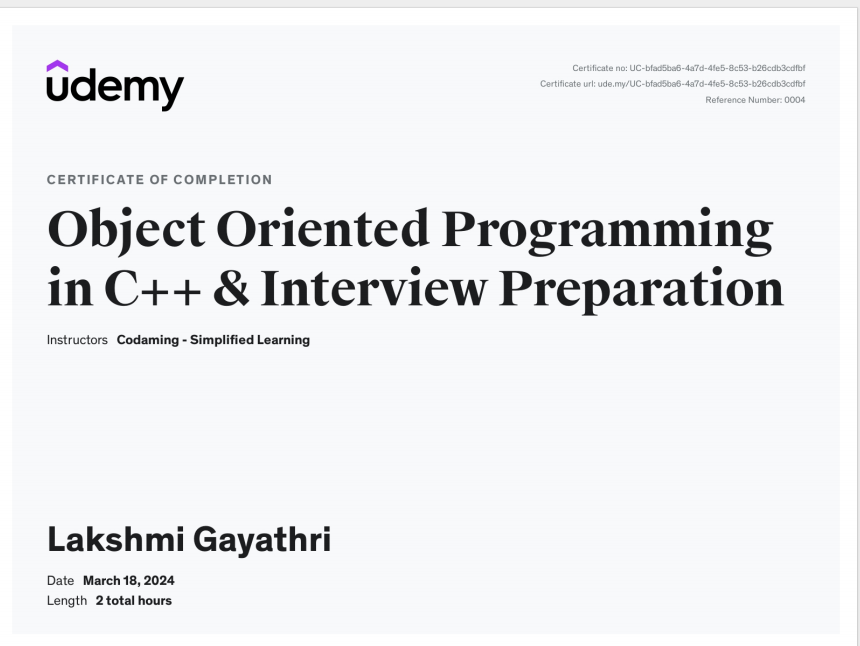 udemy
Certificate no: UC-bfad5ba6-4a7d-4fe5-8c53-b26cdb3cdfbf
Certificate url: ude.my/UC-bfad5ba6-4a7d-4fe5-8c53-b26cdb3cdfbf
Reference Number: 0004
CERTIFICATE OF COMPLETION
Object Oriented Programming
in C++ & Interview Preparation
Instructors Codaming - Simplified Learning
Lakshmi Gayathri
Date March 18, 2024
Length 2 total hours